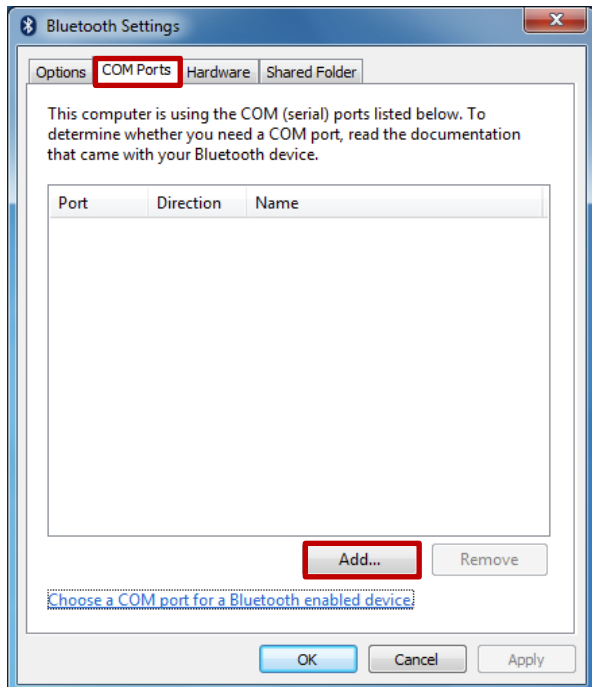 Bluetooth Settings
Options COM Ports Hardware Shared Folder
This computer is using the COM (serial) ports listed below. To
determine whether you need a COM port, read the documentation
that came with your Bluetooth device.
Port Direction Name
Add... Remove
Choose a COM port for a Bluetooth enabled device.
OK Cancel Apply